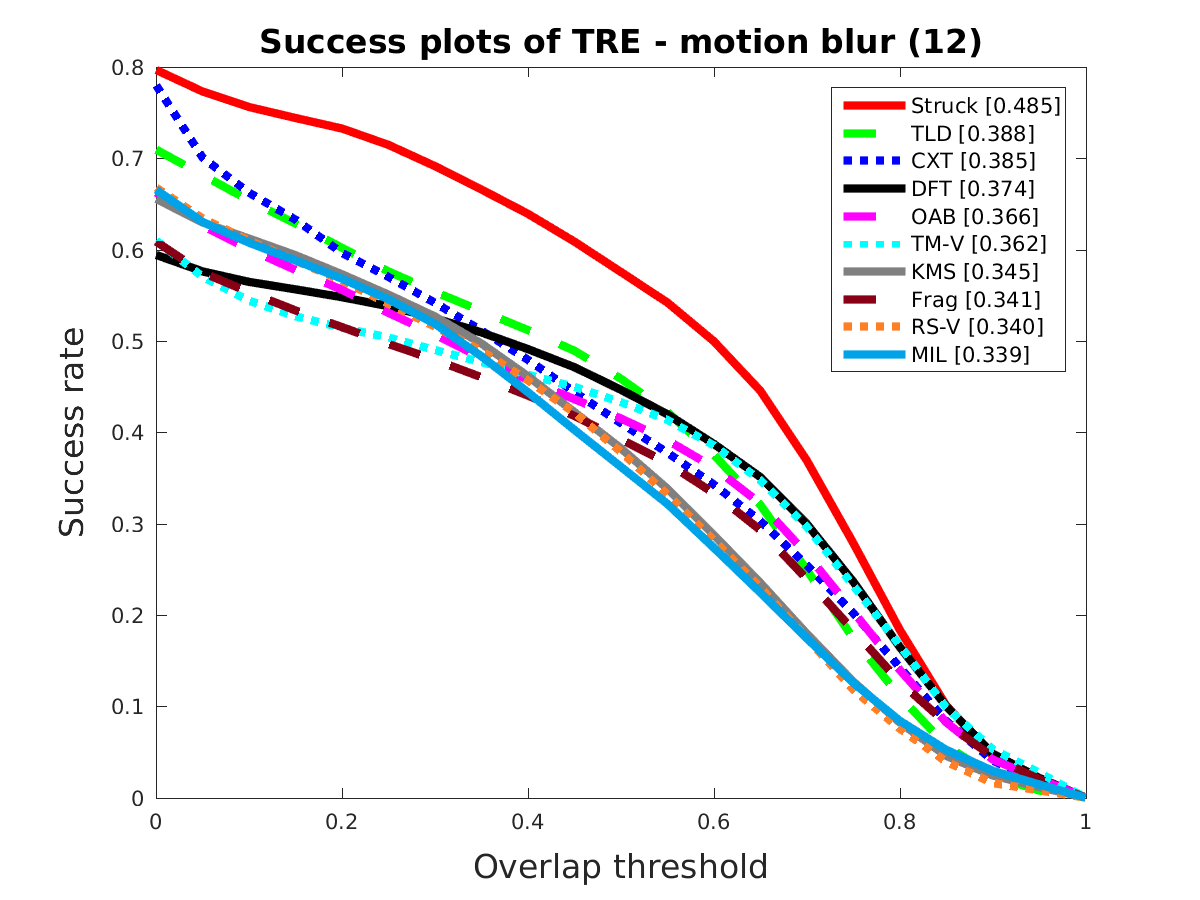 Success plots of TRE - motion blur (12)
Success rate
0.8
0.7
0.6
0.5
0.4
0.3
0.2
0.1
0
Struck [0.485]
TLD [0.388]
CXT [0.385]
DFT [0.374]
OAB [0.366]
TM-V [0.362]
KMS [0.345]
Frag [0.341]
RS-V [0.340]
MIL [0.339]
0 0.2 0.4 0.6 0.8 1
Overlap threshold